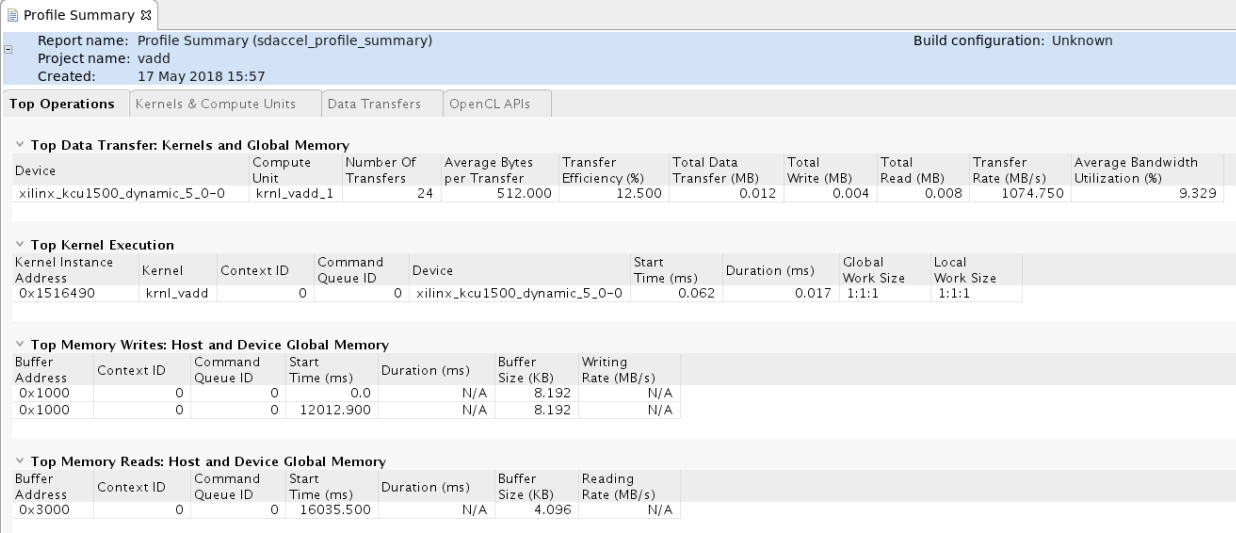 Profile Summary
Report name: Profile Summary (sdaccel_profile_summary) Build configuration: Unknown
Project name: vadd
Created: 17 May 2018 15:57
Top Operations Kernels & Compute Units Data Transfers OpenCL APIs
Top Data Transfer: Kernels and Global Memory
Device Compute Unit Number Of Transfers Average Bytes per Transfer Transfer Efficiency (%) Total Data Transfer (MB) Total Write (MB) Total Read (MB) Transfer Rate (MB/s) Average Bandwidth Utilization (%)
xilinx_kcu1500_dynamic_5_0-0 krnl_vadd_1 24 512.000 12.500 0.012 0.004 0.008 1074.750 9.329
Top Kernel Execution
Kernel Instance Address Kernel Context ID Command Queue ID Device Start Time (ms) Duration (ms) Global Work Size Local Work Size
0x1516490 krnl_vadd 0 0 xilinx_kcu1500_dynamic_5_0-0 0.062 0.017 1:1:1 1:1:1
Top Memory Writes: Host and Device Global Memory
Buffer Address Context ID Command Queue ID Start Time (ms) Duration (ms) Buffer Size (KB) Writing Rate (MB/s)
0x1000 0 0 0.0 N/A 8.192 N/A
0x1000 0 0 12012.900 N/A 8.192 N/A
Top Memory Reads: Host and Device Global Memory
Buffer Address Context ID Command Queue ID Start Time (ms) Duration (ms) Buffer Size (KB) Reading Rate (MB/s)
0x3000 0 0 16035.500 N/A 4.096 N/A